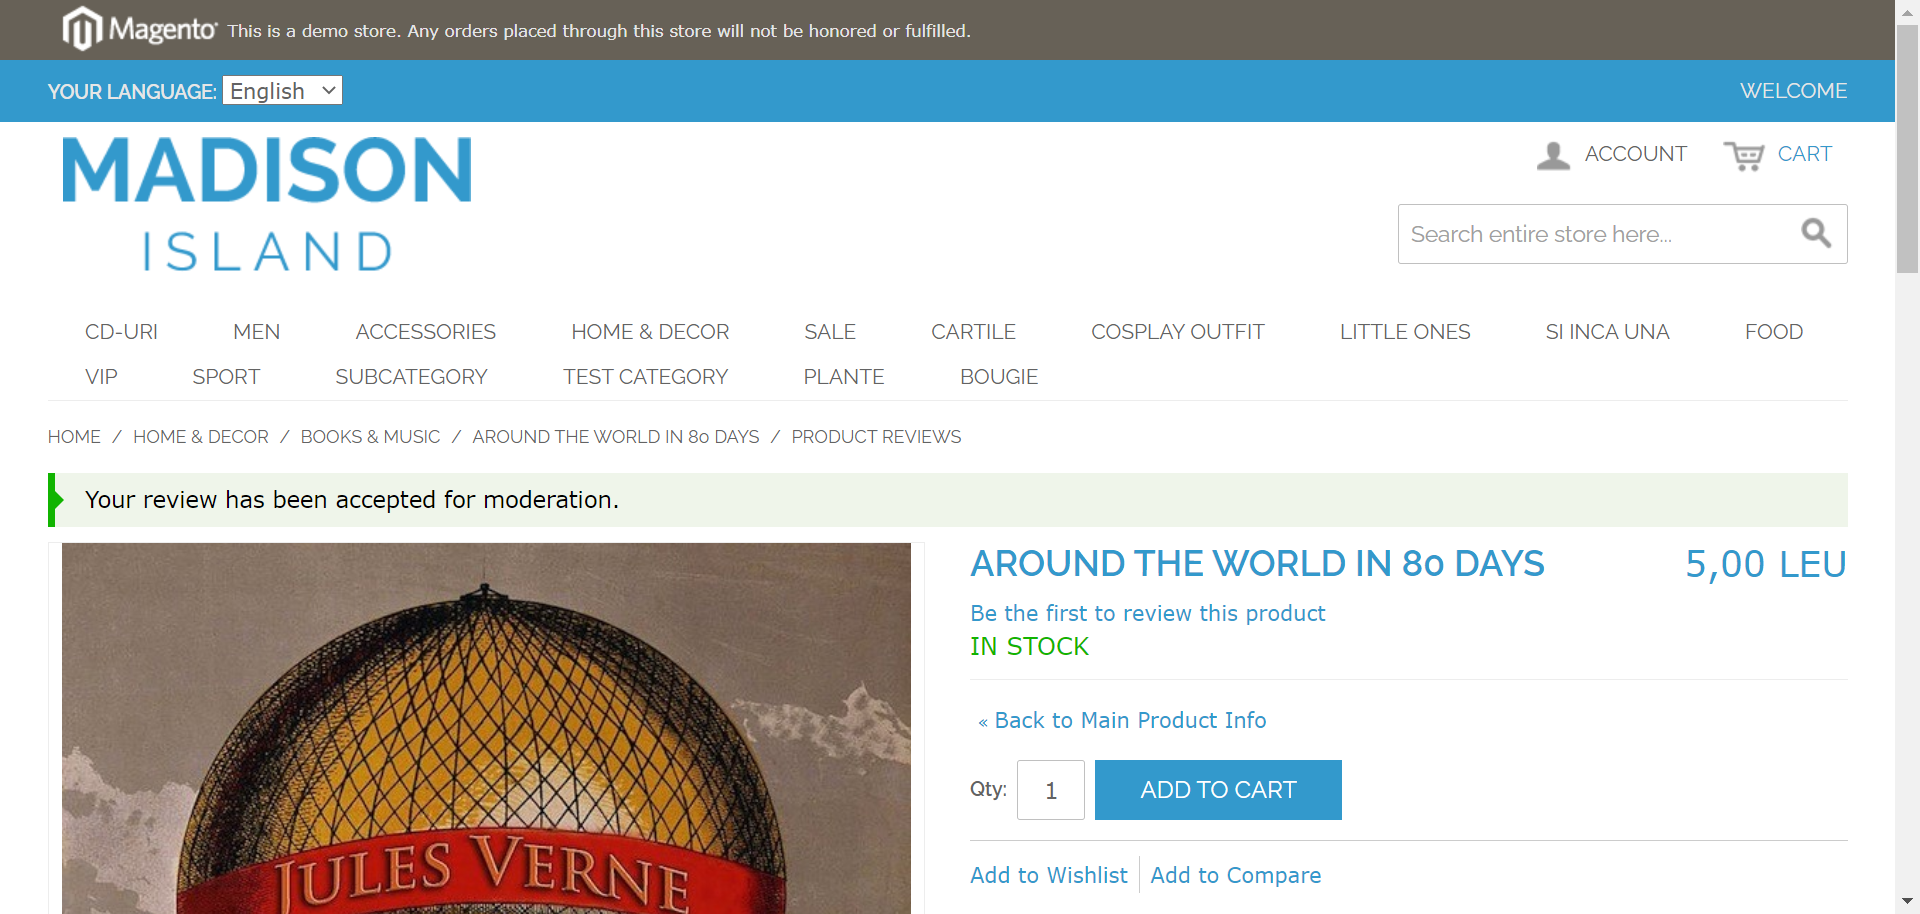 Magento This is a demo store. Any orders placed through this store will not be honored or fulfilled.
YOUR LANGUAGE: English WELCOME
MADISON
ISLAND
ACCOUNT CART
Search entire store here...
CD-URI MEN ACCESSORIES HOME & DECOR SALE CARTILE COSPLAY OUTFIT LITTLE ONES SI INCA UNA FOOD
VIP SPORT SUBCATEGORY TEST CATEGORY PLANTE BOUGIE
HOME / HOME & DECOR / BOOKS & MUSIC / AROUND THE WORLD IN 80 DAYS / PRODUCT REVIEWS
Your review has been accepted for moderation.
AROUND THE WORLD IN 80 DAYS 5,00 LEU
Be the first to review this product
IN STOCK
« Back to Main Product Info
Qty: 1 ADD TO CART
Add to Wishlist Add to Compare
JULES VERNE